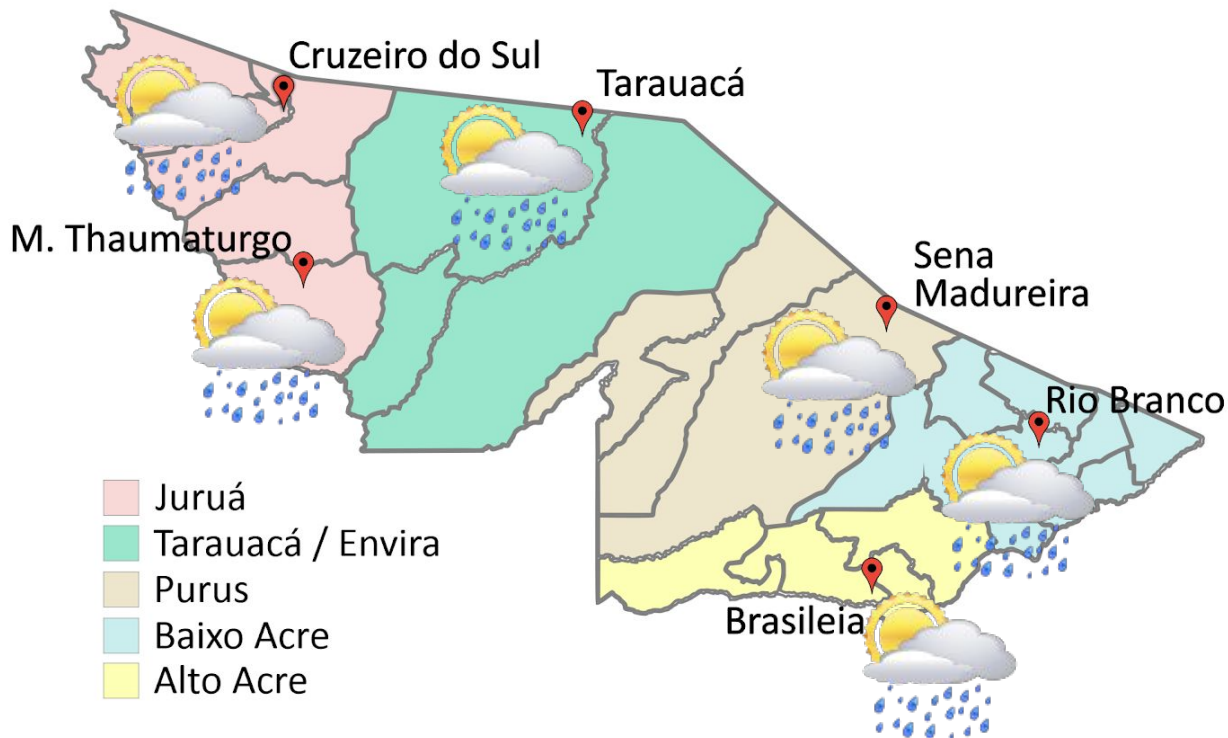 Cruzeiro do Sul
Tarauacá
M. Thaumaturgo
Sena
Madureira
Rio Branco
Brasileia
Juruá
Tarauacá / Envira
Purus
Baixo Acre
Alto Acre